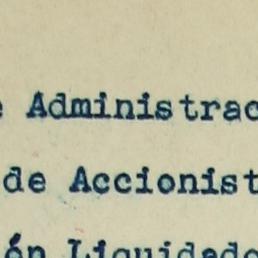 e Administrac
de Accionist
ón Liquidado